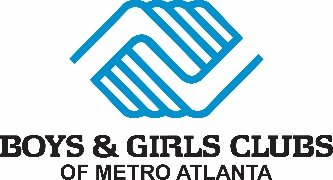 BOYS & GIRLS CLUBS
OF METRO ATLANTA